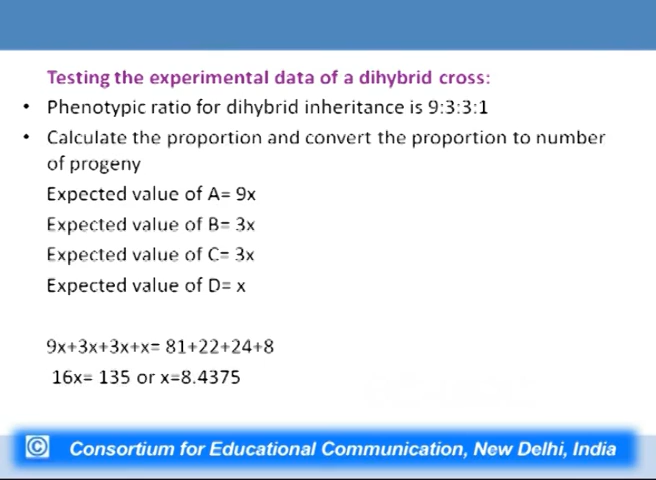 Testing the experimental data of a dihybrid cross:
• Phenotypic ratio for dihybrid inheritance is 9:3:3:1
• Calculate the proportion and convert the proportion to number
of progeny
Expected value of A= 9x
Expected value of B= 3x
Expected value of C= 3x
Expected value of D= x
9x+3x+3x+x= 81+22+24+8
16x= 135 or x=8.4375
© Consortium for Educational Communication, New Delhi, India